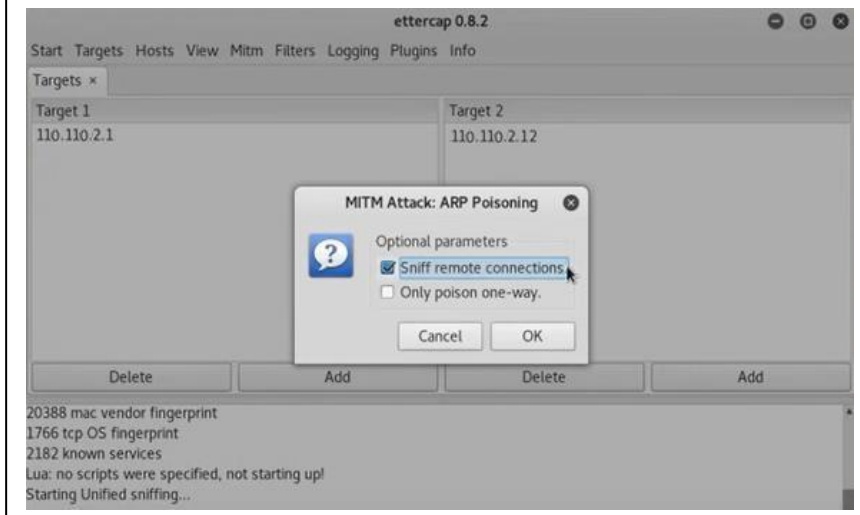 ettercap 0.8.2
Start Targets Hosts View Mitm Filters Logging Plugins Info
Targets ×
Target 1
Target 2
110.110.2.1
110.110.2.12
MITM Attack: ARP Poisoning
Optional parameters
Sniff remote connections.
Only poison one-way.
Cancel
OK
Delete
Add
Delete
Add
20388 mac vendor fingerprint
1766 tcp OS fingerprint
2182 known services
Lua: no scripts were specified, not starting up!
Starting Unified sniffing...